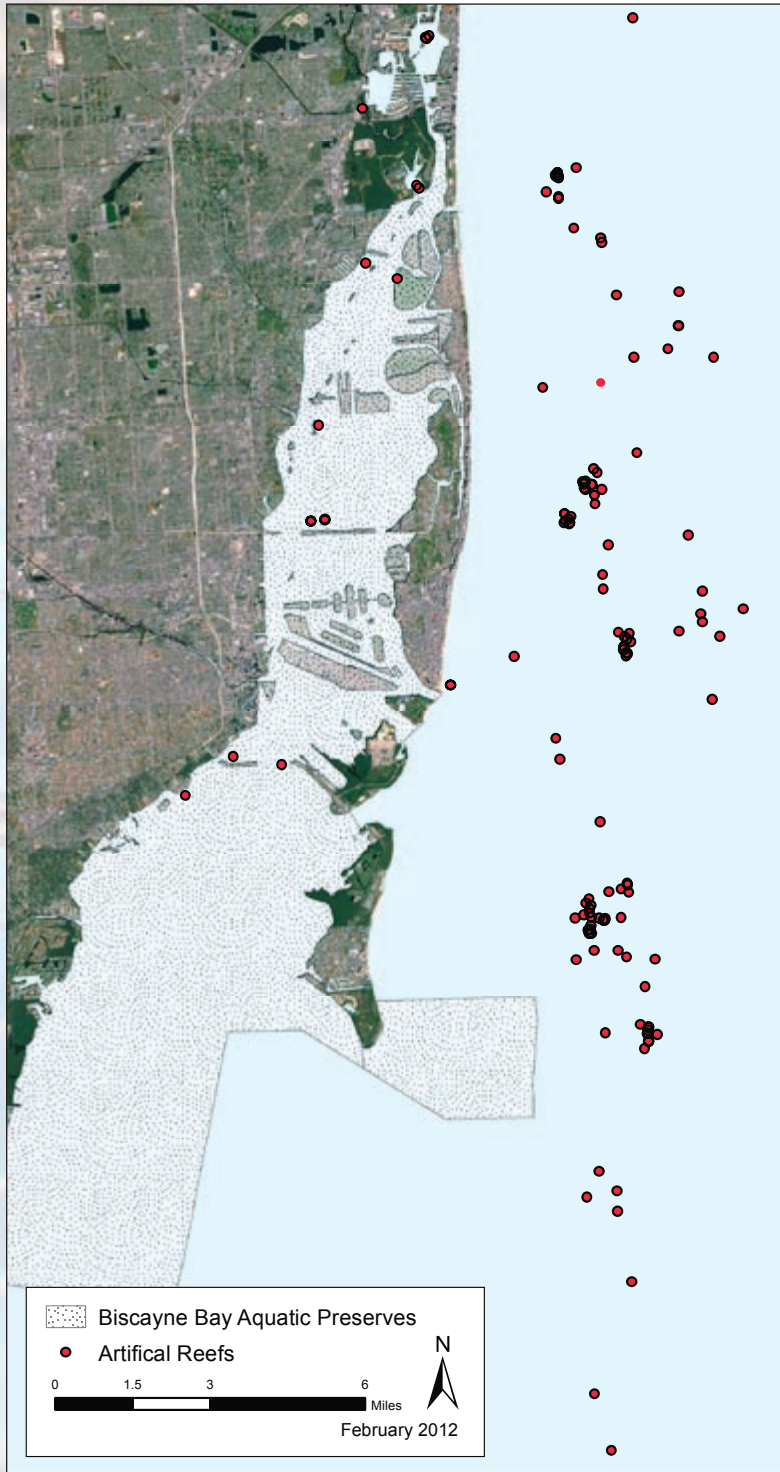 Biscayne Bay Aquatic Preserves
Artifical Reefs
N
0 1.5 3 6
Miles
February 2012